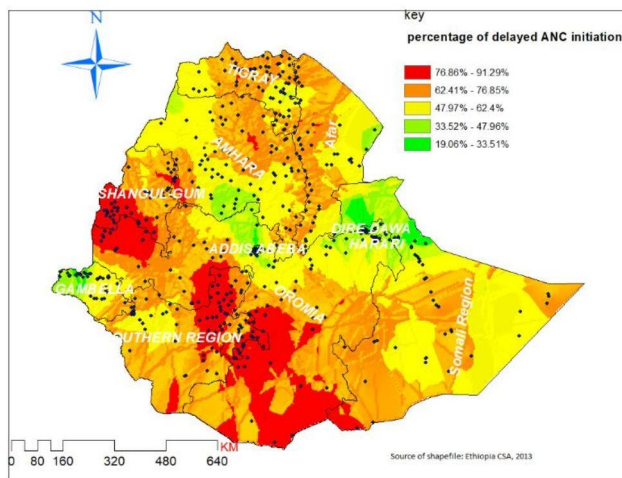 key
percentage of delayed ANC initiation
N
76.86% - 91.29%
62.41% - 76.85%
47.97% - 62.4%
33.52% - 47.96%
19.06% - 33.51%
TIGRAY
Afar
AMHARA
SHANGUL-GUM
DIRE DAWA
HARARI
ADDIS ABEBA
GAMBELLA
OROMIA
OUTHERN REGION
Somali Region
KM
0 80 160 320 480 640
Source of shapefile: Ethiopia CSA, 2013